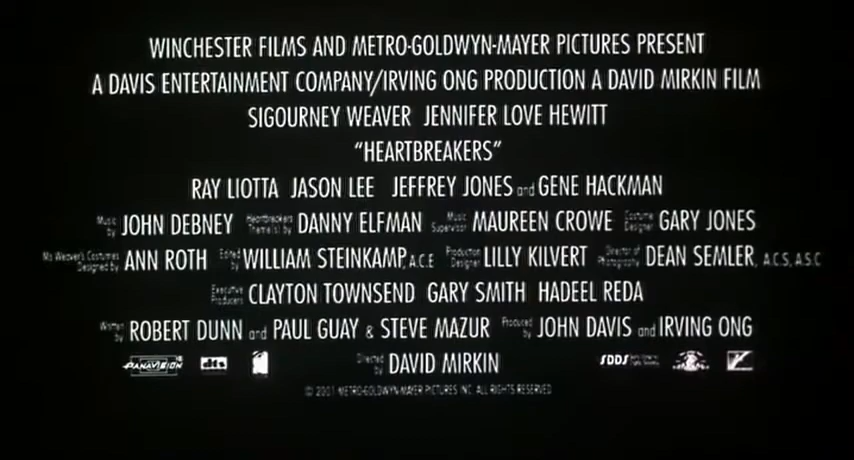 WINCHESTER FILMS AND METRO-GOLDWYN-MAYER PICTURES PRESENT
A DAVIS ENTERTAINMENT COMPANY/IRVING ONG PRODUCTION A DAVID MIRKIN FILM
SIGOURNEY WEAVER JENNIFER LOVE HEWITT
"HEARTBREAKERS"
RAY LIOTTA JASON LEE JEFFREY JONES and GENE HACKMAN
Music by JOHN DEBNEY Heartbreakers Theme(s) by DANNY ELFMAN Music Supervisor MAUREEN CROWE Costume Designer GARY JONES
Ms Weaver's Costumes Designed by ANN ROTH Edited by WILLIAM STEINKAMP, A.C.E Production Designer LILLY KILVERT Director of Photography DEAN SEMLER, A.C.S, A.S.C
Executive Producers CLAYTON TOWNSEND GARY SMITH HADEEL REDA
Written by ROBERT DUNN and PAUL GUAY & STEVE MAZUR Produced by JOHN DAVIS and IRVING ONG
PANAVISION dts Directed by DAVID MIRKIN SDDS
© 2001 METRO-GOLDWYN-MAYER PICTURES INC. ALL RIGHTS RESERVED